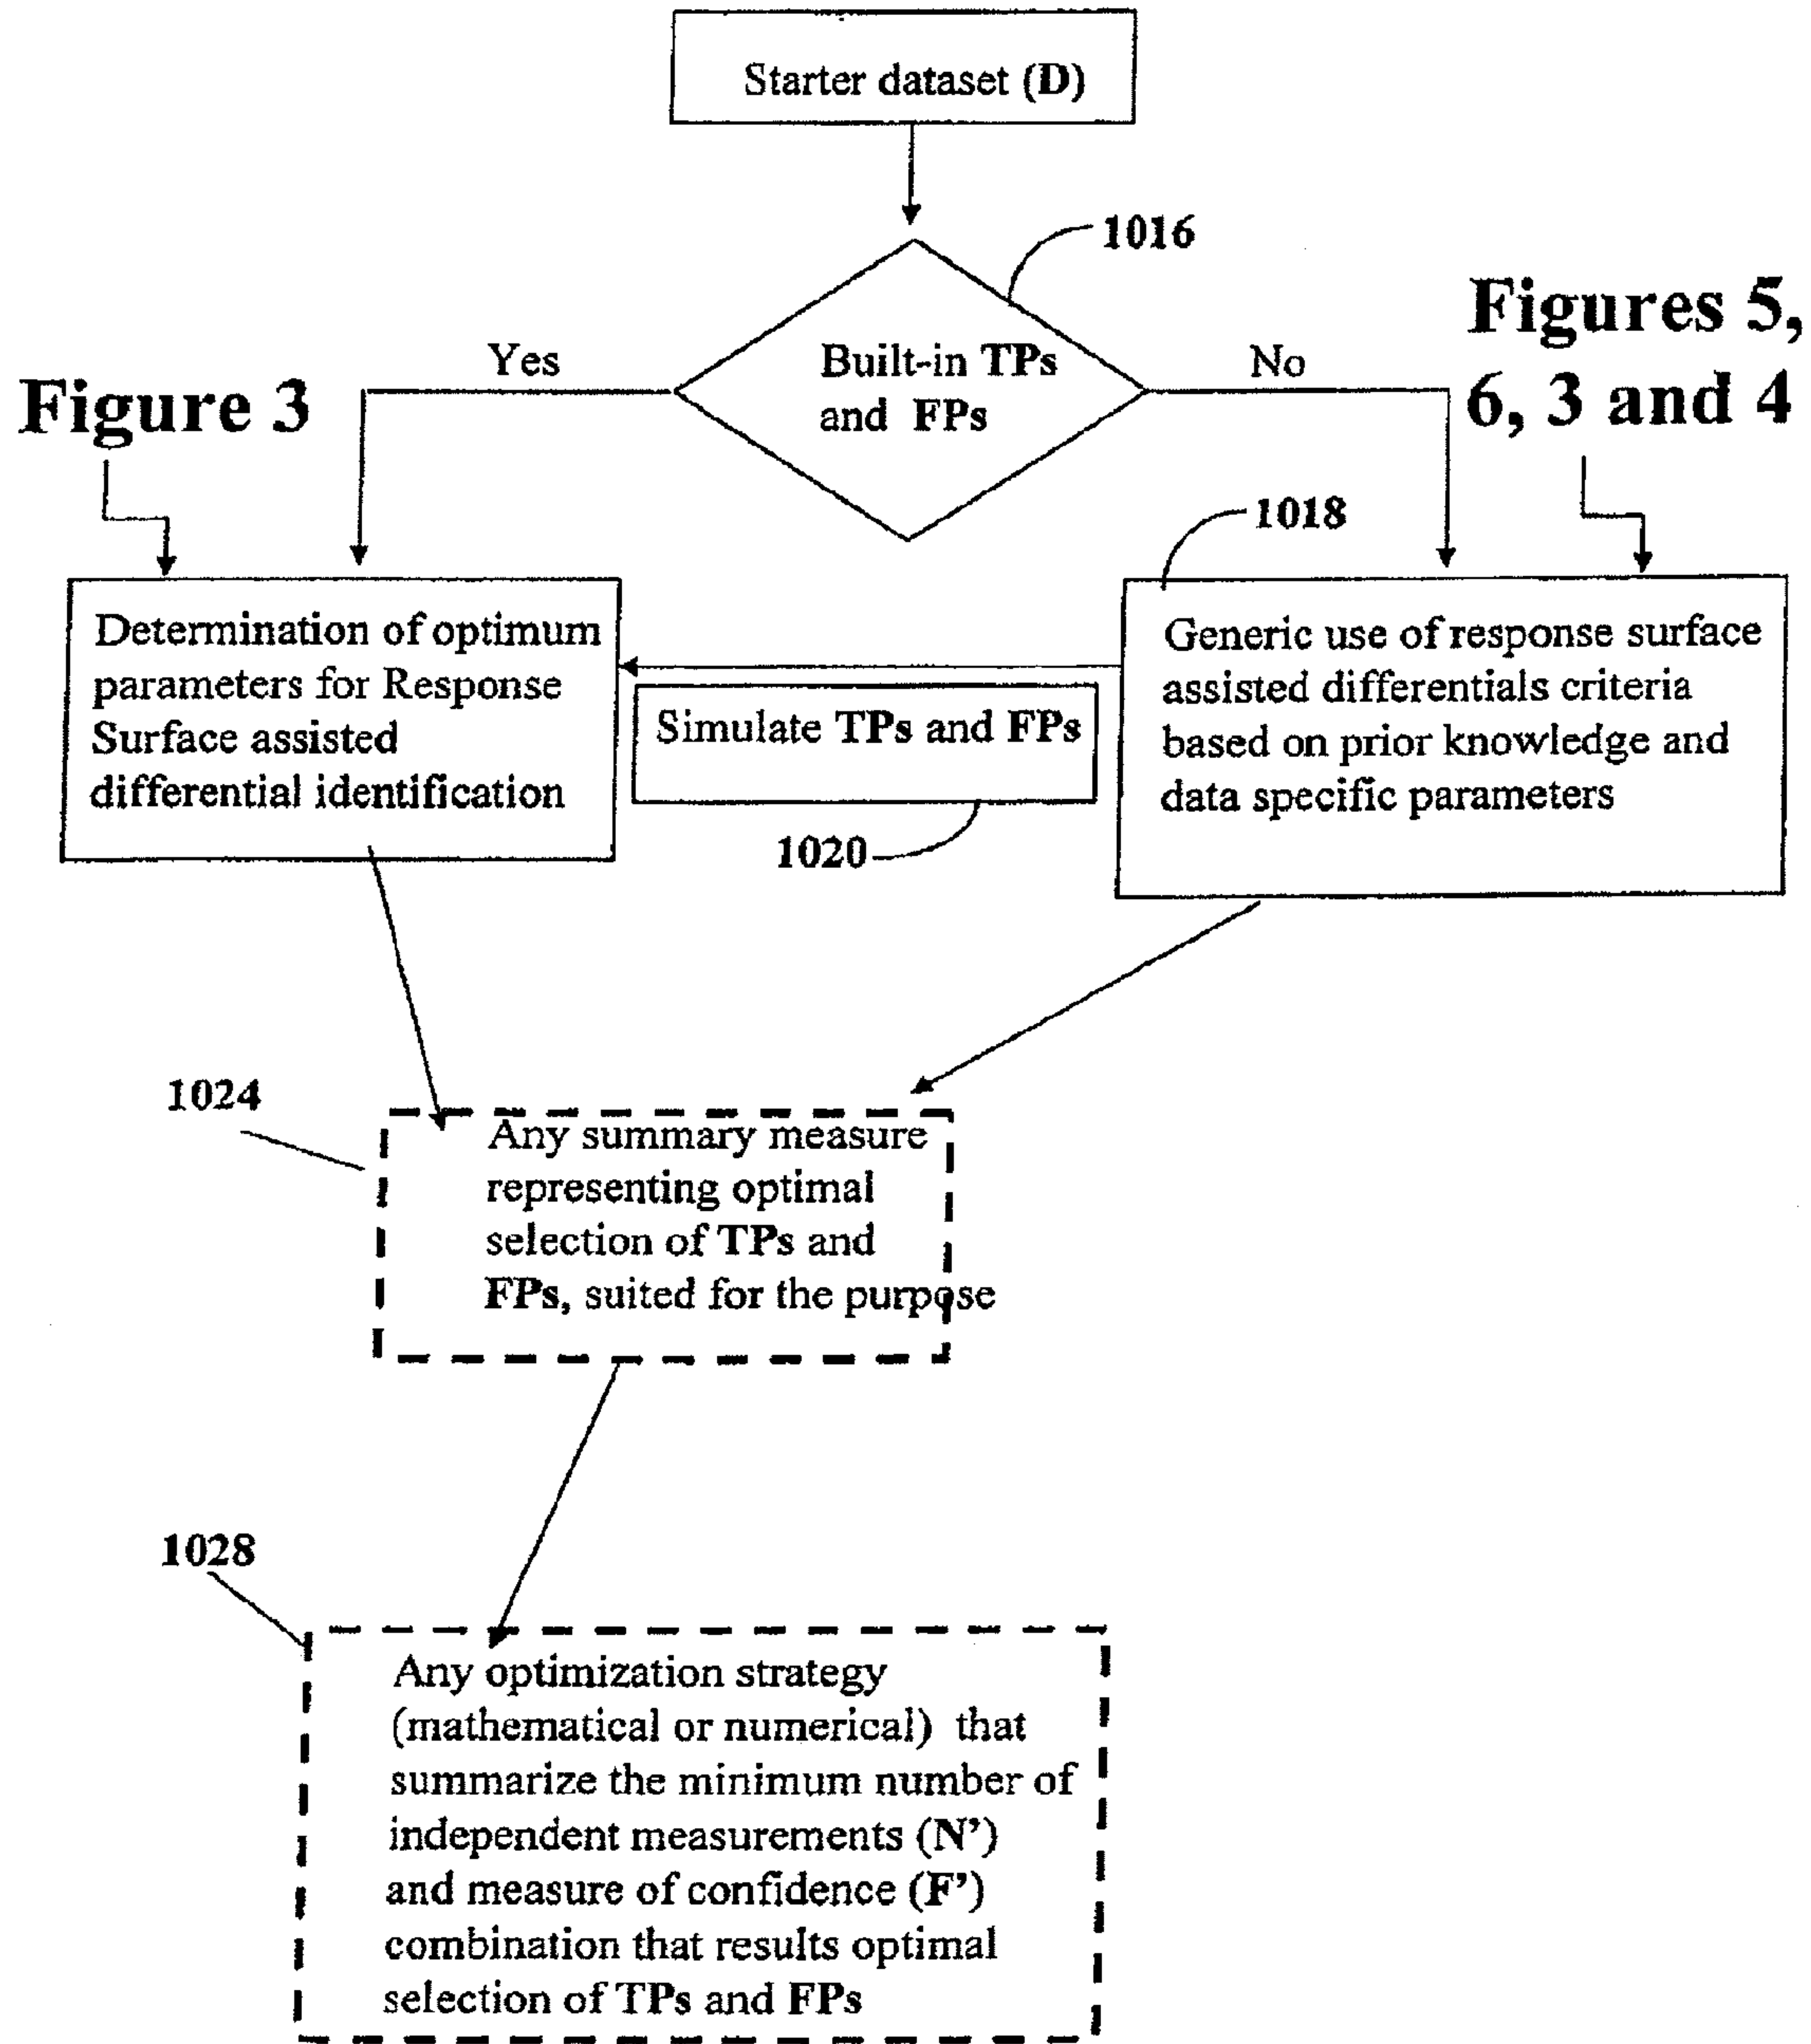 Starter dataset (D)
1016
Figures 5,
6, 3 and 4
Yes
Built-in TPs
and FPs
No
Figure 3
1018
Determination of optimum
parameters for Response
Surface assisted
differential identification
Simulate TPs and FPs
1020
Generic use of response surface
assisted differentials criteria
based on prior knowledge and
data specific parameters
1024
Any summary measure
representing optimal
selection of TPs and
FPs, suited for the purpose
1028
Any optimization strategy
(mathematical or numerical) that
summarize the minimum number of
independent measurements (N’)
and measure of confidence (F’)
combination that results optimal
selection of TPs and FPs